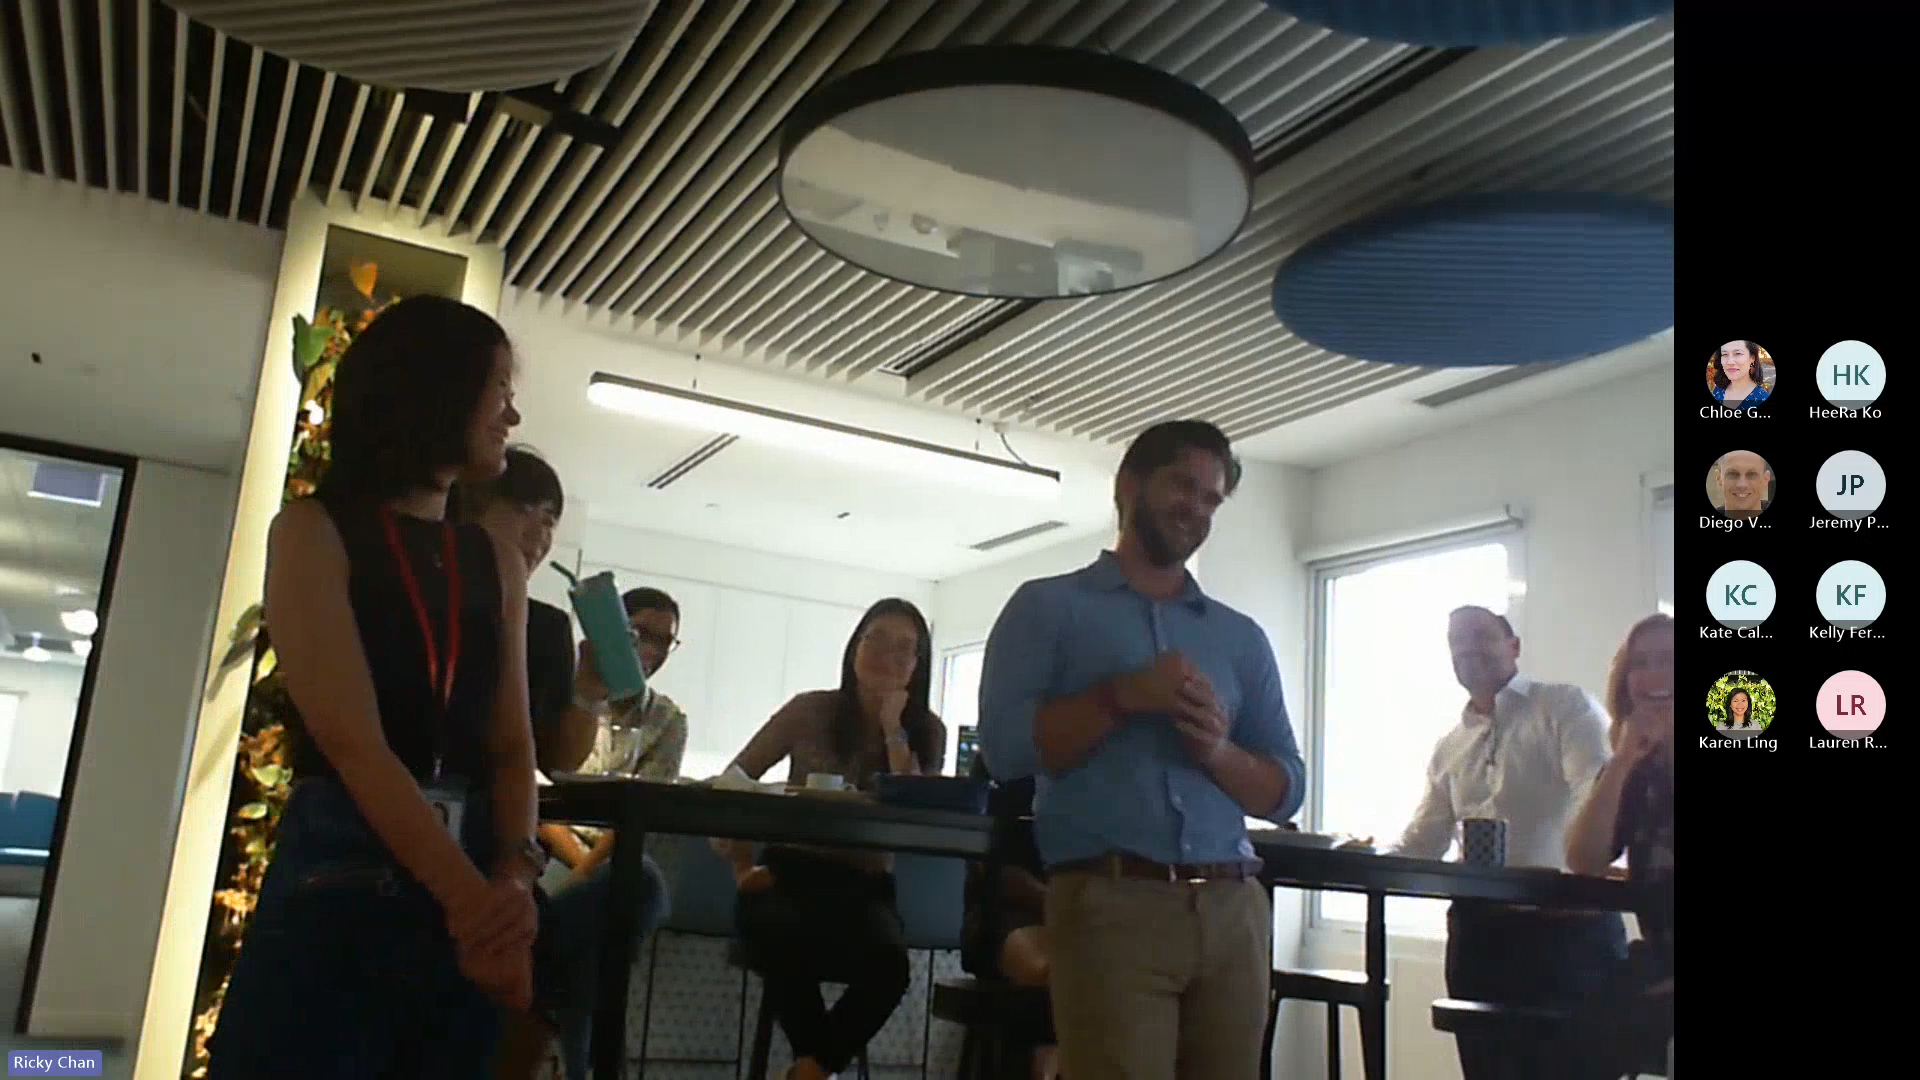 Chloe G...
HK
HeeRa Ko
Diego V...
JP
Jeremy P...
KC
Kate Cal...
KF
Kelly Fer...
Karen Ling
LR
Lauren R...
Ricky Chan